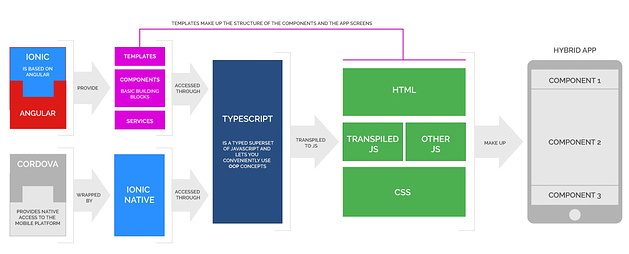 TEMPLATES MAKE UP THE STRUCTURE OF THE COMPONENTS AND THE APP SCREENS
IONIC
IS BASED ON
ANGULAR
ANGULAR
PROVIDE
TEMPLATES
COMPONENTS
BASIC BUILDING
BLOCKS
SERVICES
ACCESSED
THROUGH
CORDOVA
PROVIDES NATIVE
ACCESS TO THE
MOBILE PLATFORM
WRAPPED
BY
IONIC
NATIVE
ACCESSED
THROUGH
TYPESCRIPT
IS A TYPED SUPERSET
OF JAVASCRIPT AND
LETS YOU
CONVENIENTLY USE
OOP CONCEPTS
TRANSPILED
TO JS
HTML
TRANSPILED
JS
OTHER
JS
CSS
MAKE UP
HYBRID APP
COMPONENT 1
COMPONENT 2
COMPONENT 3